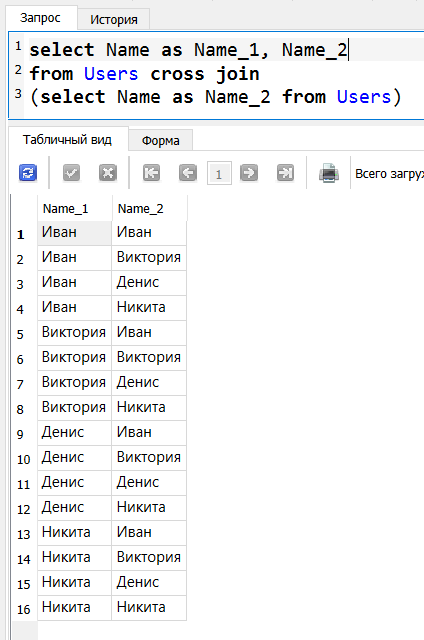 Запрос История
1 select Name as Name_1, Name_2
2 from Users cross join
3 (select Name as Name_2 from Users)
Табличный вид Форма
1 Всего загруж
Name_1 Name_2
1 Иван Иван
2 Иван Виктория
3 Иван Денис
4 Иван Никита
5 Виктория Иван
6 Виктория Виктория
7 Виктория Денис
8 Виктория Никита
9 Денис Иван
10 Денис Виктория
11 Денис Денис
12 Денис Никита
13 Никита Иван
14 Никита Виктория
15 Никита Денис
16 Никита Никита